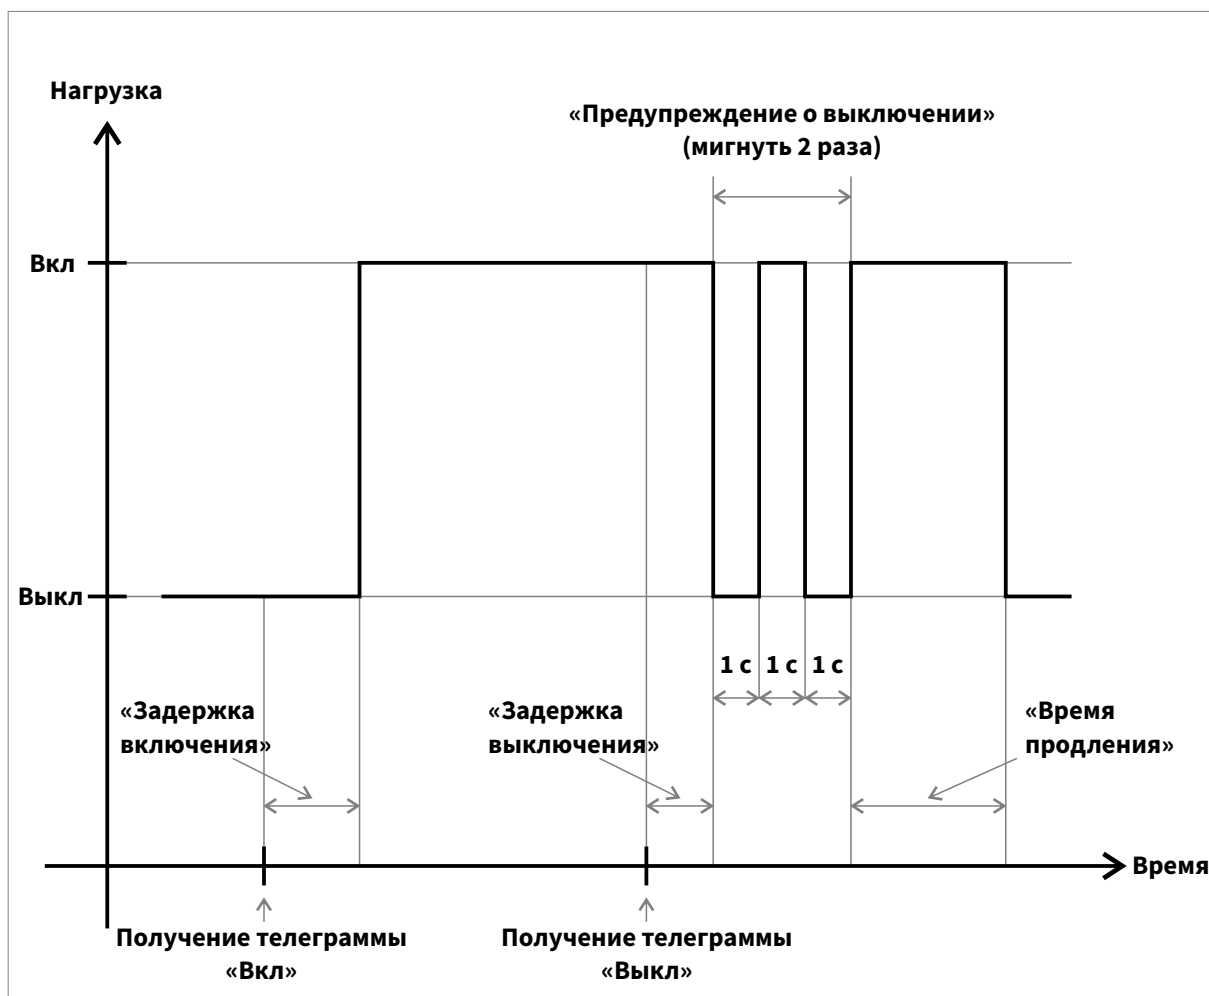 Нагрузка
«Предупреждение о выключении»
(мигнуть 2 раза)
Вкл
Выкл
1 с 1 с 1 с
«Задержка
включения»
«Задержка
выключения»
«Время
продления»
Время
Получение телеграммы
«Вкл»
Получение телеграммы
«Выкл»